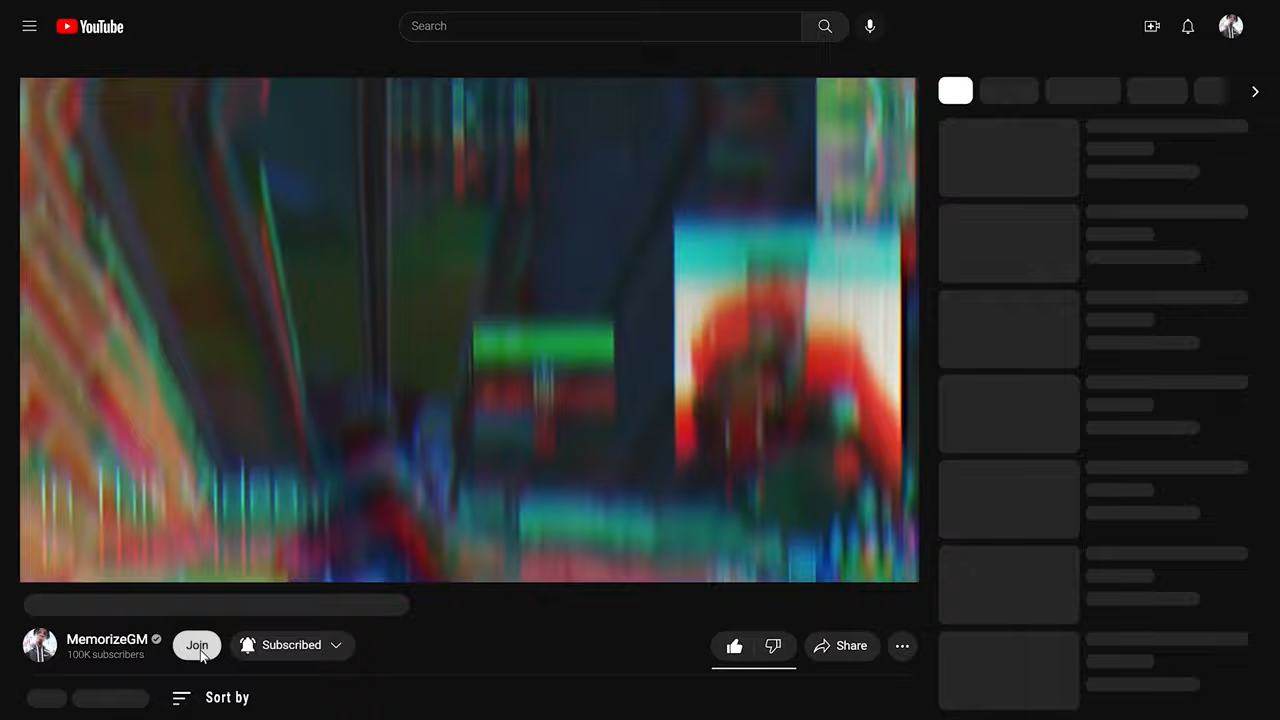 YouTube
Search
MemorizeGM
100K subscribers
Join
Subscribed
Share
Sort by